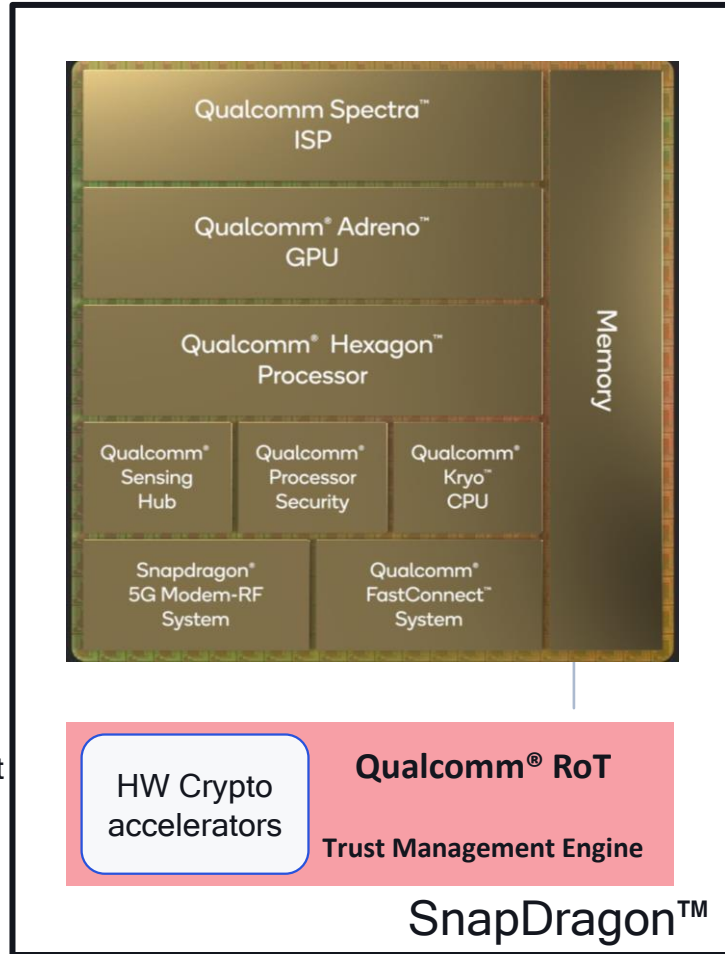 Qualcomm Spectra™
ISP
Qualcomm® Adreno™
GPU
Qualcomm® Hexagon™
Processor
Memory
Qualcomm®
Sensing
Hub
Qualcomm®
Processor
Security
Qualcomm®
Kryo™
CPU
Snapdragon®
5G Modem-RF
System
Qualcomm®
FastConnect™
System
HW Crypto
accelerators
Qualcomm® RoT
Trust Management Engine
SnapDragon™